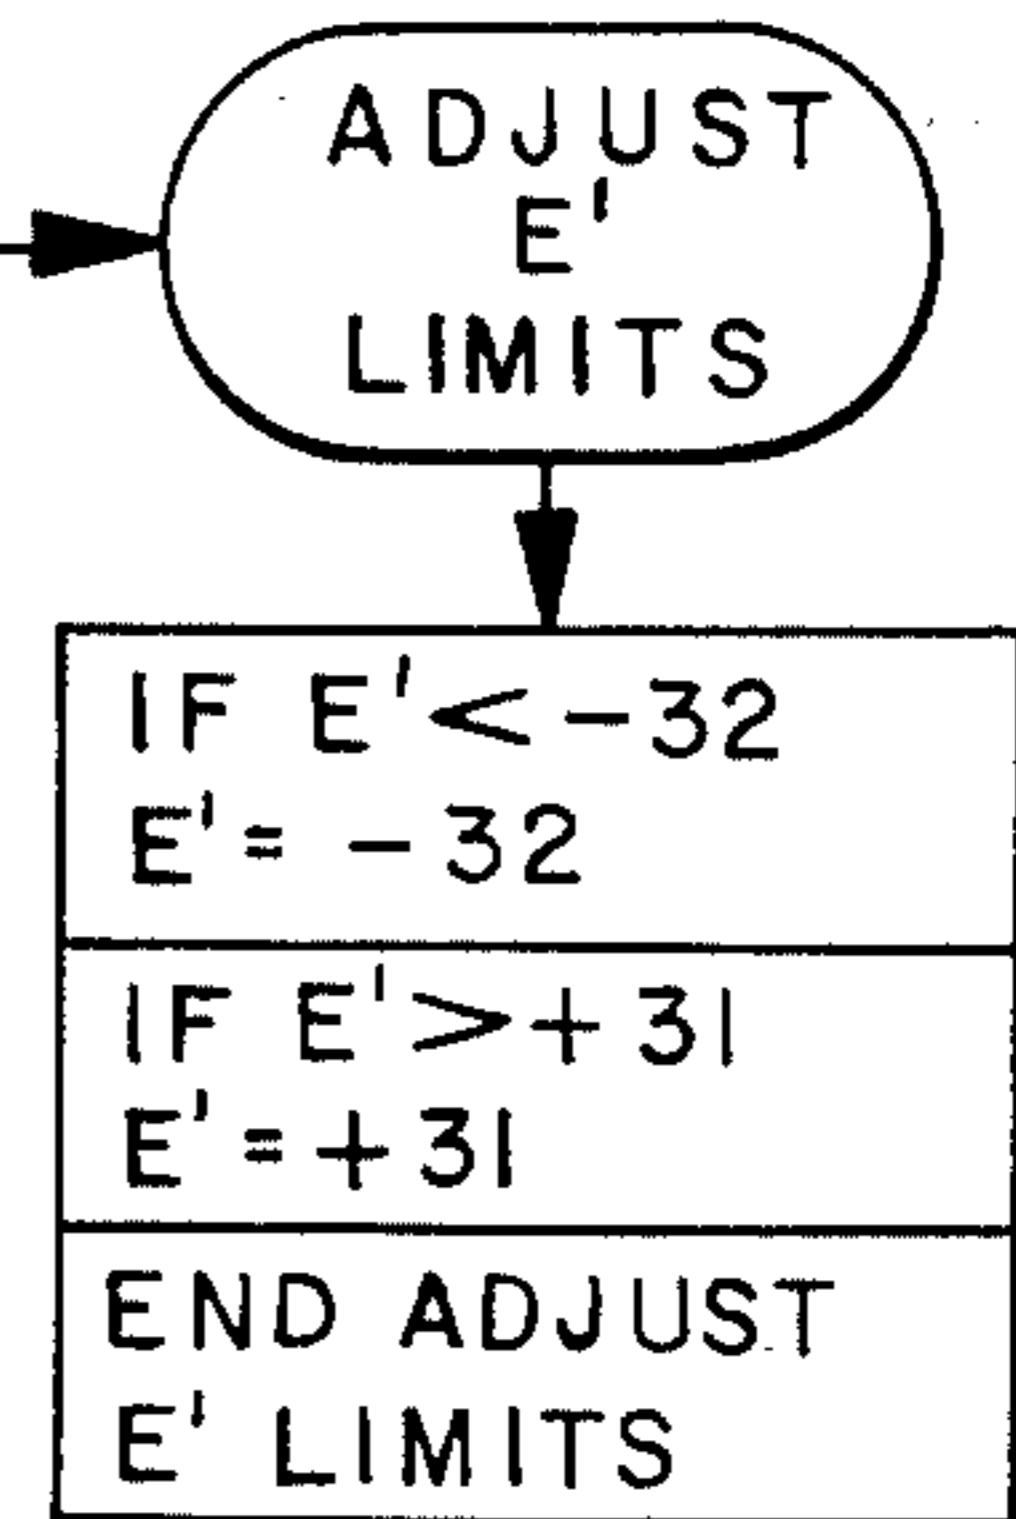 ADJUST
E'
LIMITS
IF E'<-32
E'= -32
IF E'>+31
E'=+31
END ADJUST
E' LIMITS